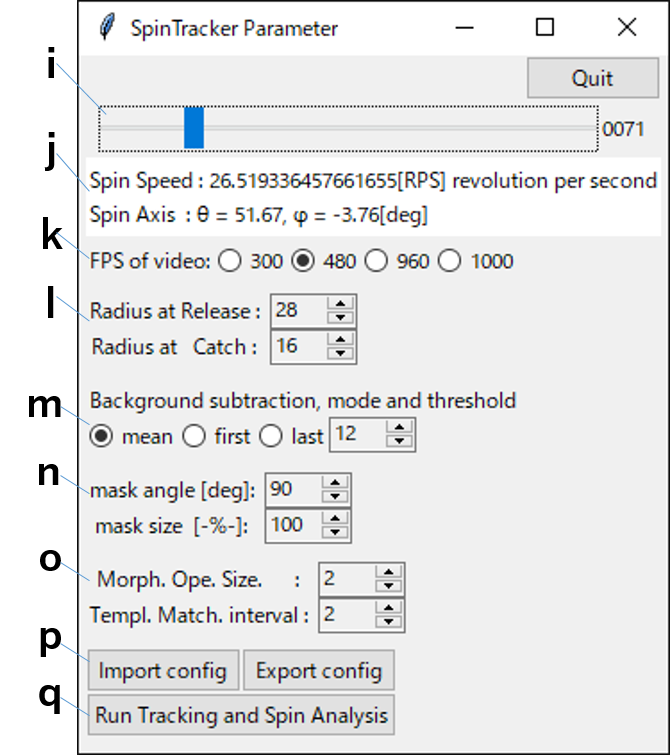 SpinTracker Parameter
Quit
i
0071
j
Spin Speed : 26.519336457661655[RPS] revolution per second
Spin Axis : θ = 51.67, φ = -3.76[deg]
k
FPS of video: 300 480 960 1000
l
Radius at Release : 28
Radius at Catch : 16
Background subtraction, mode and threshold
m
mean first last 12
n
mask angle [deg]: 90
mask size [-%-]: 100
o
Morph. Ope. Size. : 2
Templ. Match. interval : 2
p
Import config Export config
q
Run Tracking and Spin Analysis